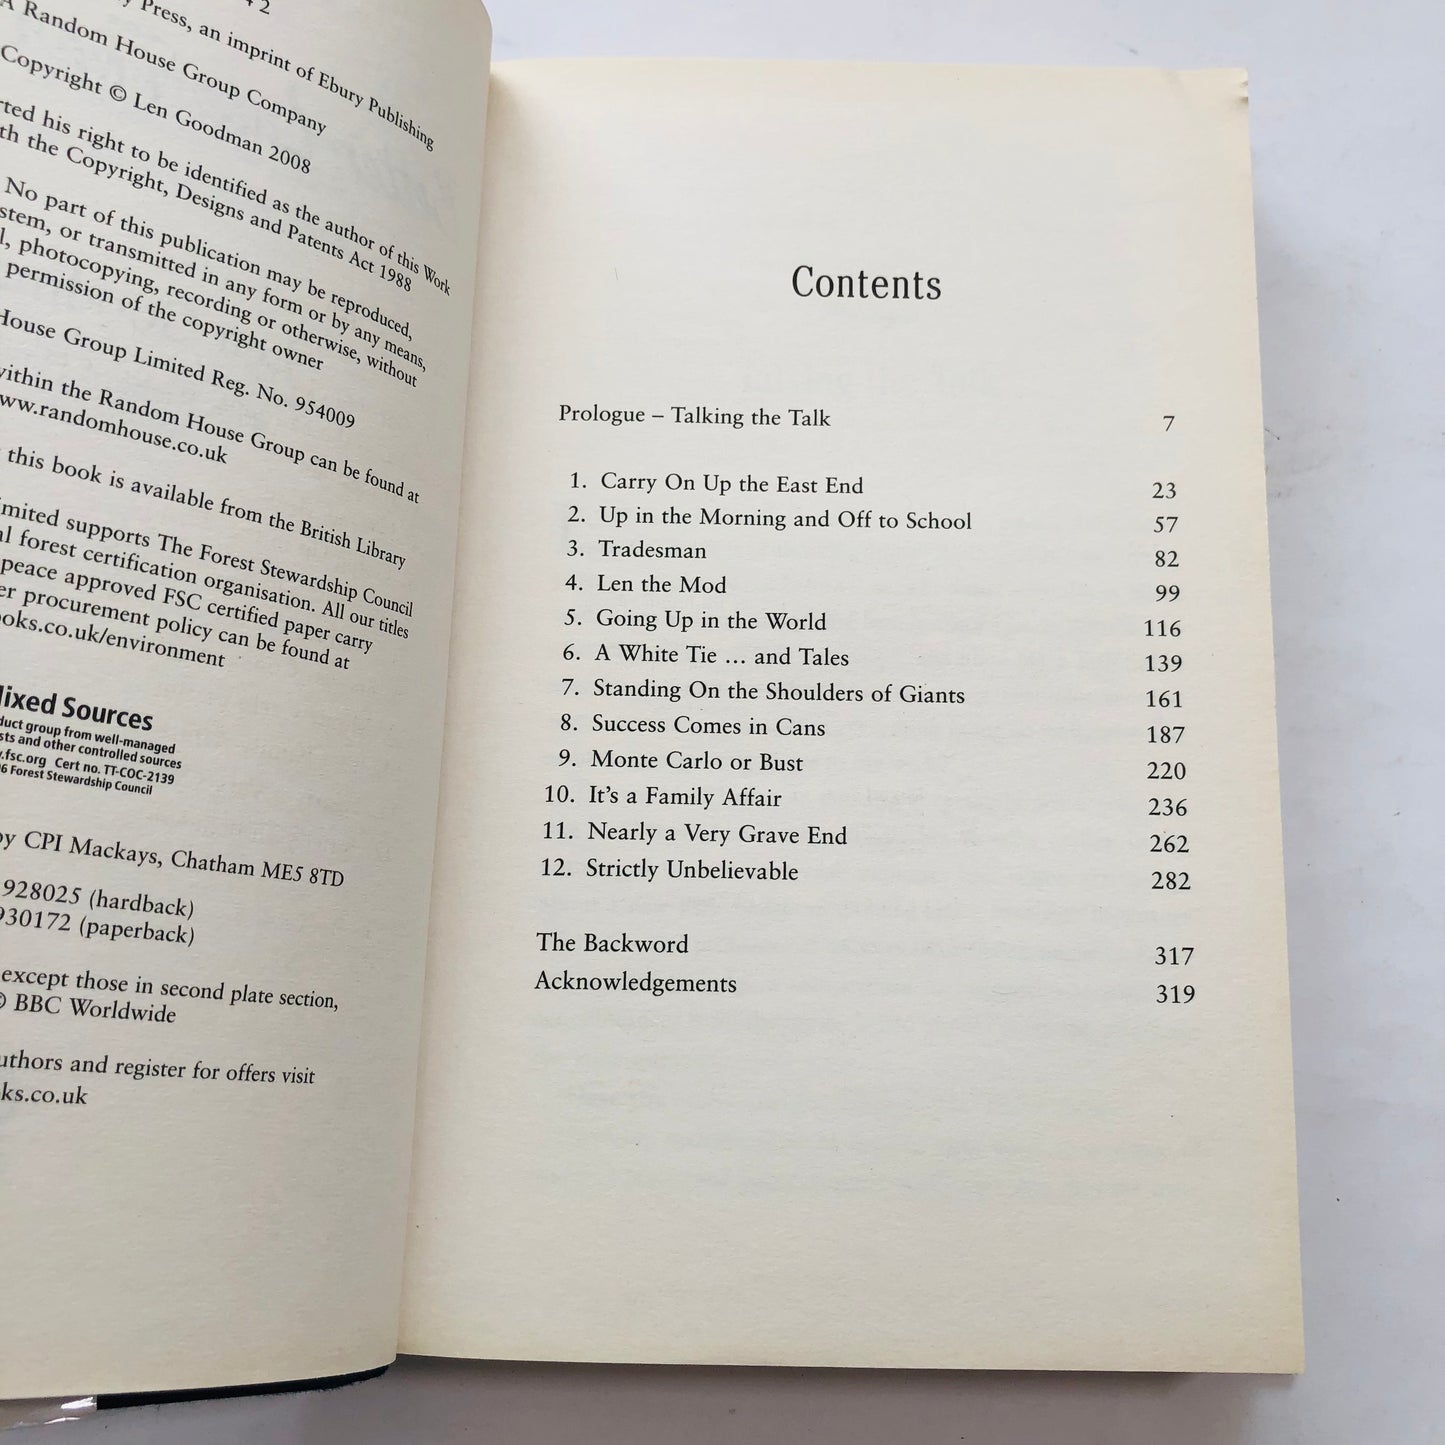 4 2
Press, an imprint of Ebury Publishing
A Random House Group Company
Copyright © Len Goodman 2008
his right to be identified as the author of this Work
the Copyright, Designs and Patents Act 1988
No part of this publication may be reproduced,
or transmitted in any form or by any means,
photocopying, recording or otherwise, without
permission of the copyright owner
House Group Limited Reg. No. 954009
within the Random House Group can be found at
www.randomhouse.co.uk
this book is available from the British Library
supports The Forest Stewardship Council
forest certification organisation. All our titles
approved FSC certified paper carry
procurement policy can be found at
oks.co.uk/environment
Mixed Sources
group from well-managed
and other controlled sources
.fsc.org Cert no. TT-COC-2139
Forest Stewardship Council
by CPI Mackays, Chatham ME5 8TD
928025 (hardback)
930172 (paperback)
except those in second plate section,
© BBC Worldwide
authors and register for offers visit
ks.co.uk
Contents
Prologue – Talking the Talk 7
1. Carry On Up the East End 23
2. Up in the Morning and Off to School 57
3. Tradesman 82
4. Len the Mod 99
5. Going Up in the World 116
6. A White Tie ... and Tales 139
7. Standing On the Shoulders of Giants 161
8. Success Comes in Cans 187
9. Monte Carlo or Bust 220
10. It's a Family Affair 236
11. Nearly a Very Grave End 262
12. Strictly Unbelievable 282
The Backword 317
Acknowledgements 319